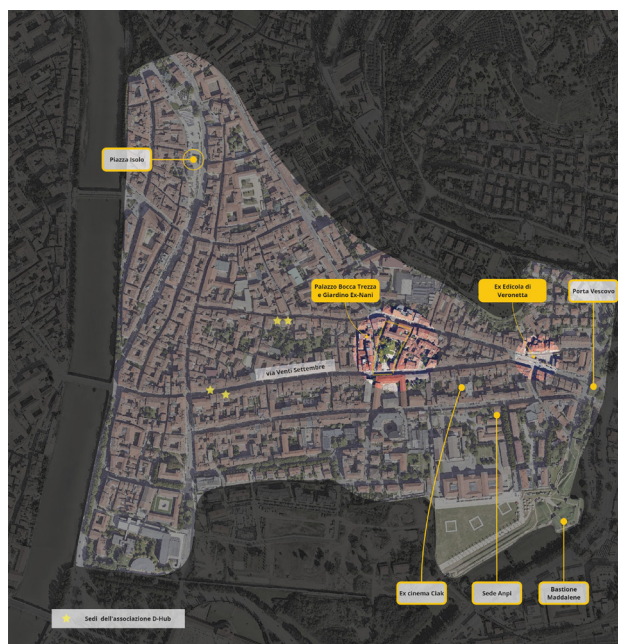 Piazza Isolo
Palazzo Bocca Trezza
e Giardino Ex-Nani
Ex Edicola di
Veronetta
Porta Vescovo
via Venti Settembre
Ex cinema Ciak
Sede Anpi
Bastione
Maddalene
Sedi dell'associazione D-Hub